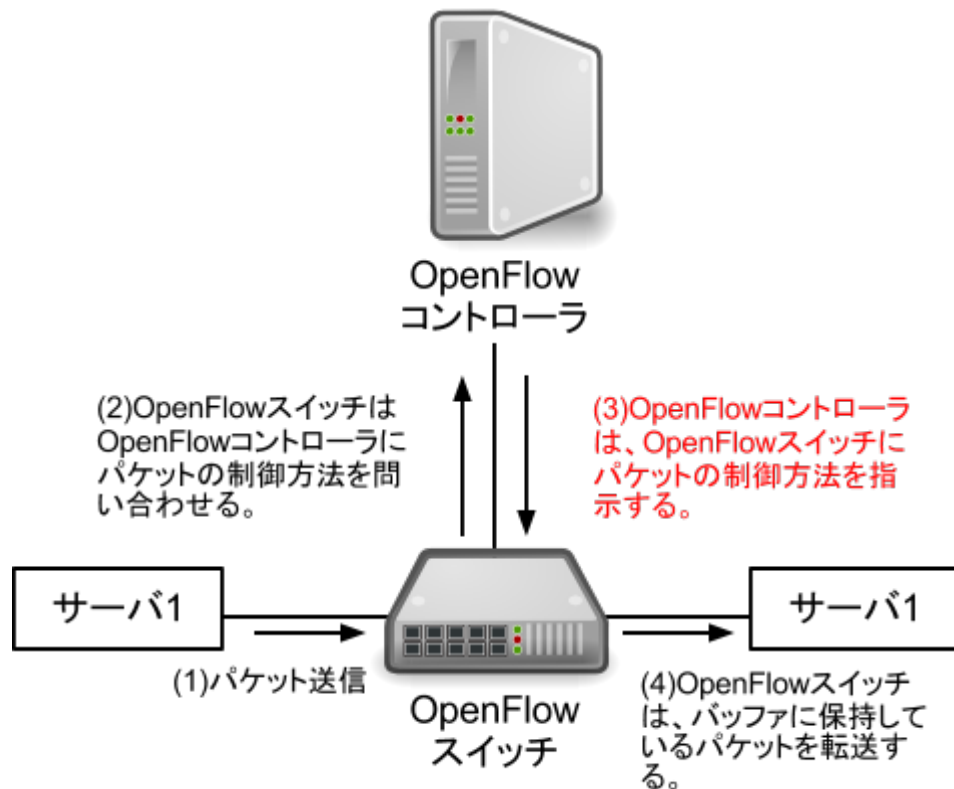 OpenFlow
コントローラ
(2)OpenFlowスイッチは
OpenFlowコントローラに
パケットの制御方法を問
い合わせる。
(3)OpenFlowコントローラ
は、OpenFlowスイッチに
パケットの制御方法を指
示する。
サーバ1
サーバ1
(1)パケット送信
OpenFlow
スイッチ
(4)OpenFlowスイッチ
は、バッファに保持して
いるパケットを転送す
る。